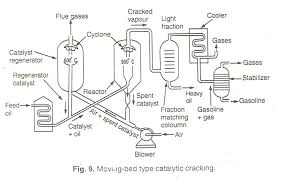 Flue gases
Cracked
vapour
Light
fraction
Cooler
Cyclone
Catalyst
regenerator
Gases
Gases
Regenerator
catalyst
Reactor
Stabilizer
Feed
oil
Spent
catalyst
Heavy
oil
Gasoline
+ gas
Gasoline
Catalyst
+ oil
Air + spent catalyst
Fraction
matching
coloumn
Air
Blower
Fig. 9. Moving-bed type catalytic cracking.